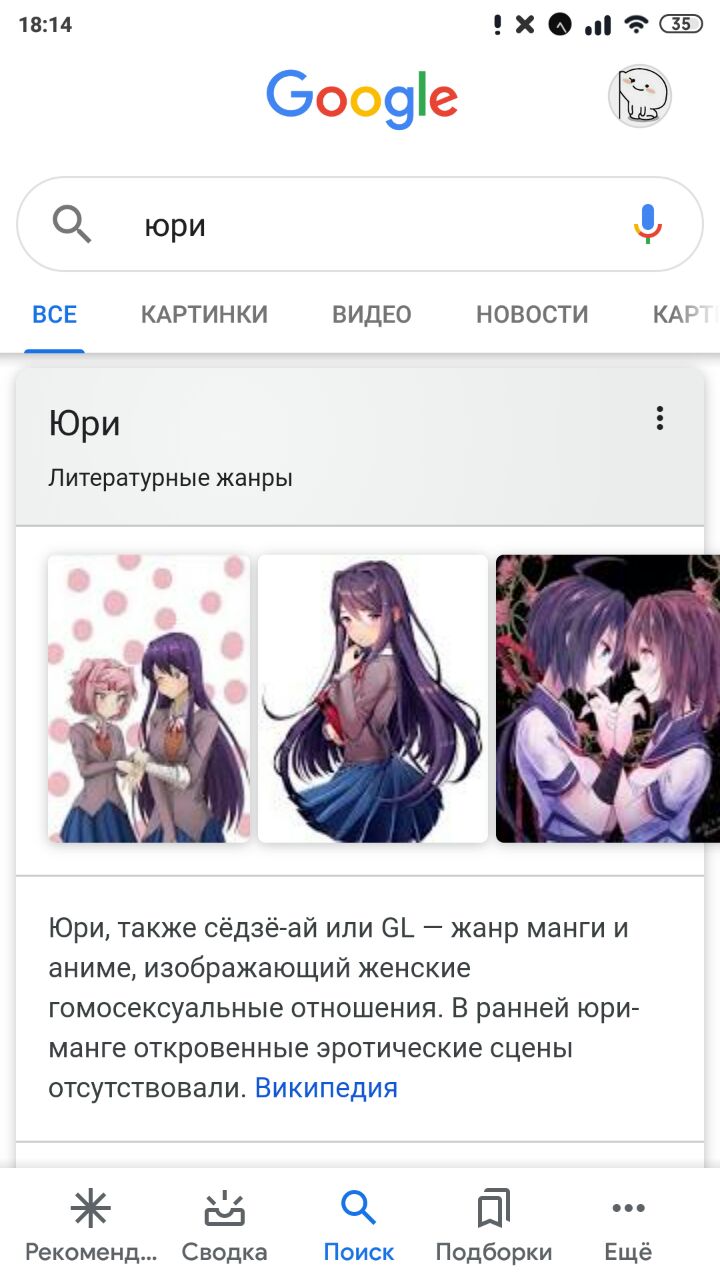 18:14
35
Google
юри
ВСЕ КАРТИНКИ ВИДЕО НОВОСТИ КАРТ
Юри
Литературные жанры
Юри, также сёдзё-ай или GL — жанр манги и
аниме, изображающий женские
гомосексуальные отношения. В ранней юри-
манге откровенные эротические сцены
отсутствовали. Википедия
Рекоменд... Сводка Поиск Подборки Ещё